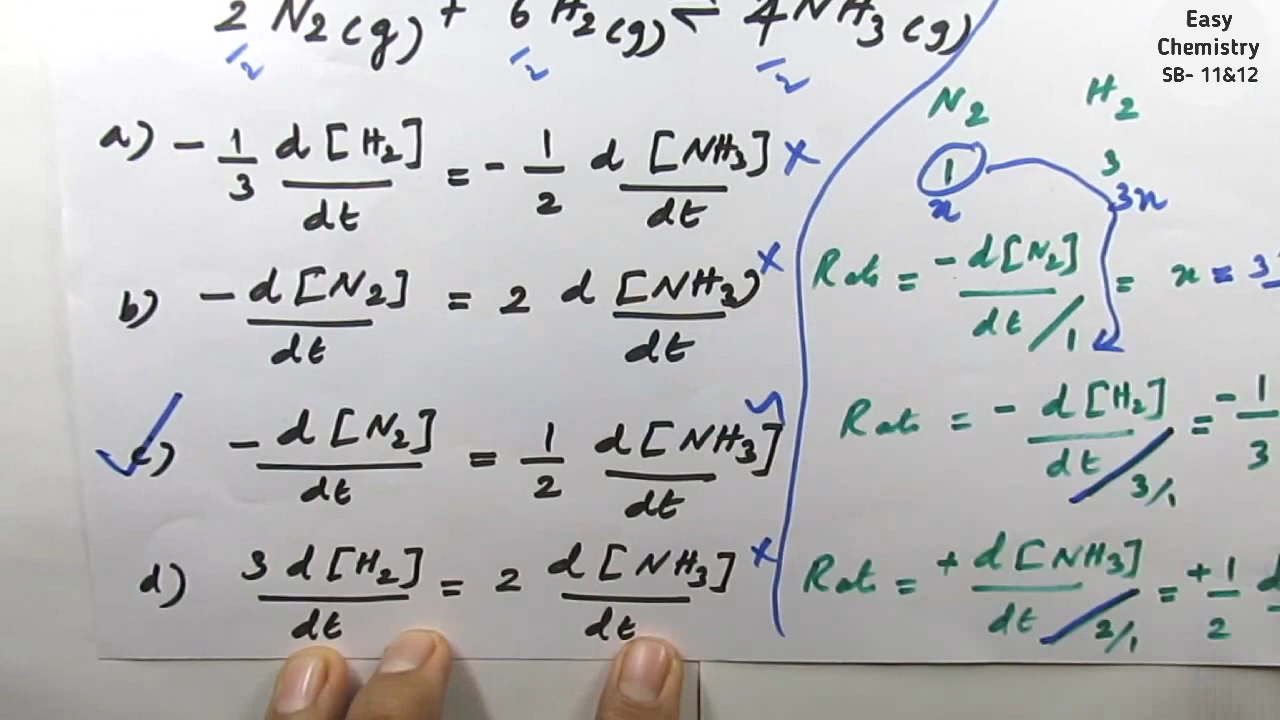 2 N2(g) + 6 H2(g) ⇌ 4NH3(g)
/2 /2 /2
a) - 1/3 d[H2]/dt = - 1/2 d[NH3]/dt ×
b) - d[N2]/dt = 2 d[NH3)/dt ×
✓ c) - d[N2]/dt = 1/2 d[NH3]/dt
d) 3 d[H2]/dt = 2 d[NH3]/dt ×
Easy
Chemistry
SB- 11&12
N2 H2
1 3
x 3x
Rate = -d[N2]/dt/1 = x = 3
Rate = - d[H2]/dt/3/1 = - 1/3
Rate = + d[NH3]/dt/2/1 = + 1/2 d